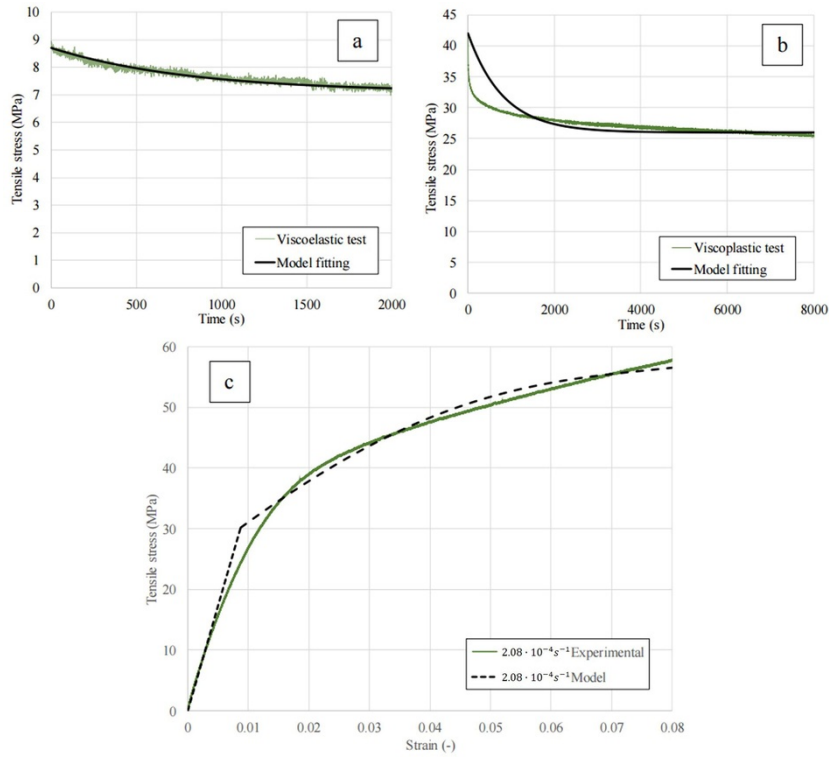 10
9
8
7
6
5
4
3
2
1
0
Tensile stress (MPa)
a
Viscoelastic test
Model fitting
0 500 1000 1500 2000
Time (s)
45
40
35
30
25
20
15
10
5
0
Tensile stress (MPa)
b
Viscoplastic test
Model fitting
0 2000 4000 6000 8000
Time (s)
60
50
40
30
20
10
0
Tensile stress (MPa)
c
2.08 · 10⁻⁴s⁻¹Experimental
2.08 · 10⁻⁴s⁻¹Model
0 0.01 0.02 0.03 0.04 0.05 0.06 0.07 0.08
Strain (-)